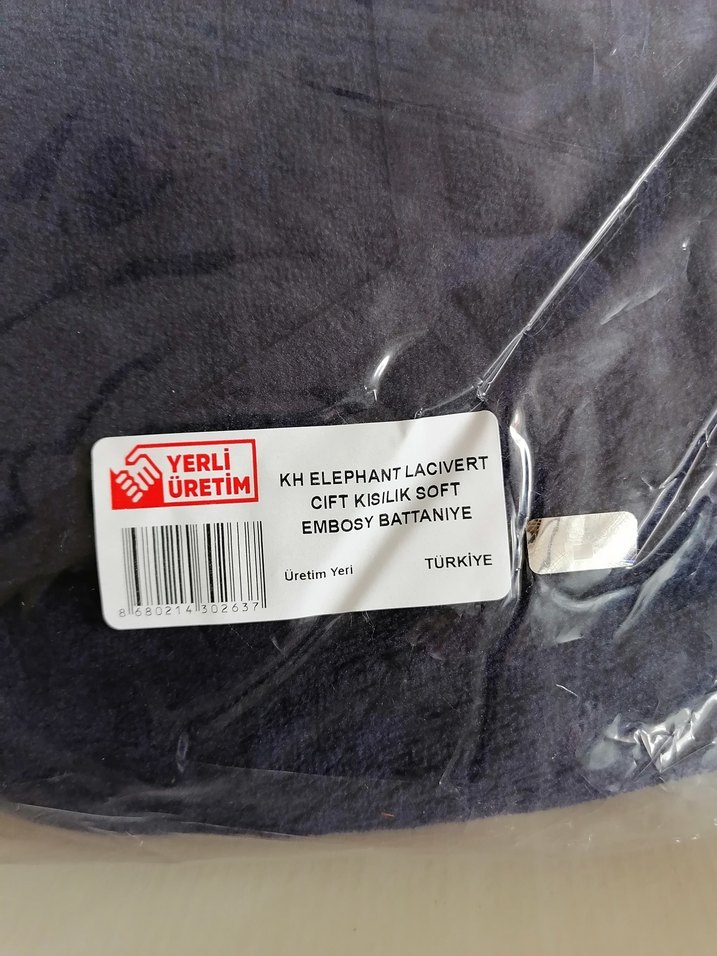 YERLİ
ÜRETİM
KH ELEPHANT LACIVERT
CIFT KISILIK SOFT
EMBOSY BATTANIYE
Üretim Yeri TÜRKİYE
8 680214 302637